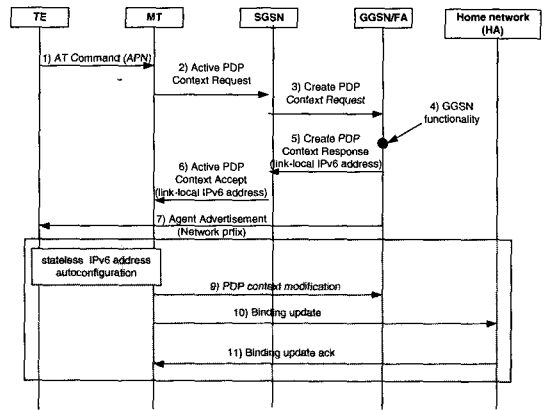 TE
MT
SGSN
GGSN/FA
Home network
(HA)
1) AT Command (APN)
2) Active PDP
Context Request
3) Create PDP
Context Request
4) GGSN
functionality
5) Create PDP
Context Response
(link-local IPv6 address)
6) Active PDP
Context Accept
(link-local IPv6 address)
7) Agent Advertisement
(Network prfix)
stateless IPv6 address
autoconfiguration
9) PDP context modification
10) Binding update
11) Binding update ack